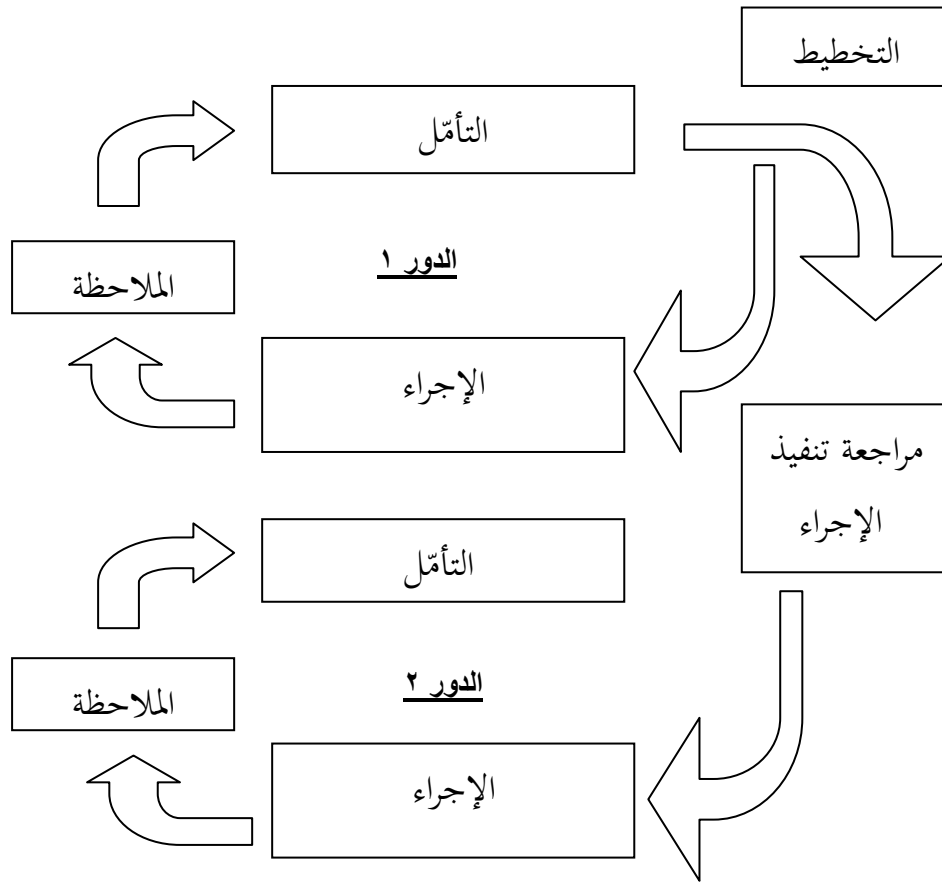 التخطيط
التأمّل
الدور ١
الملاحظة
الإجراء
مراجعة تنفيذ
الإجراء
التأمّل
الدور ٢
الملاحظة
الإجراء